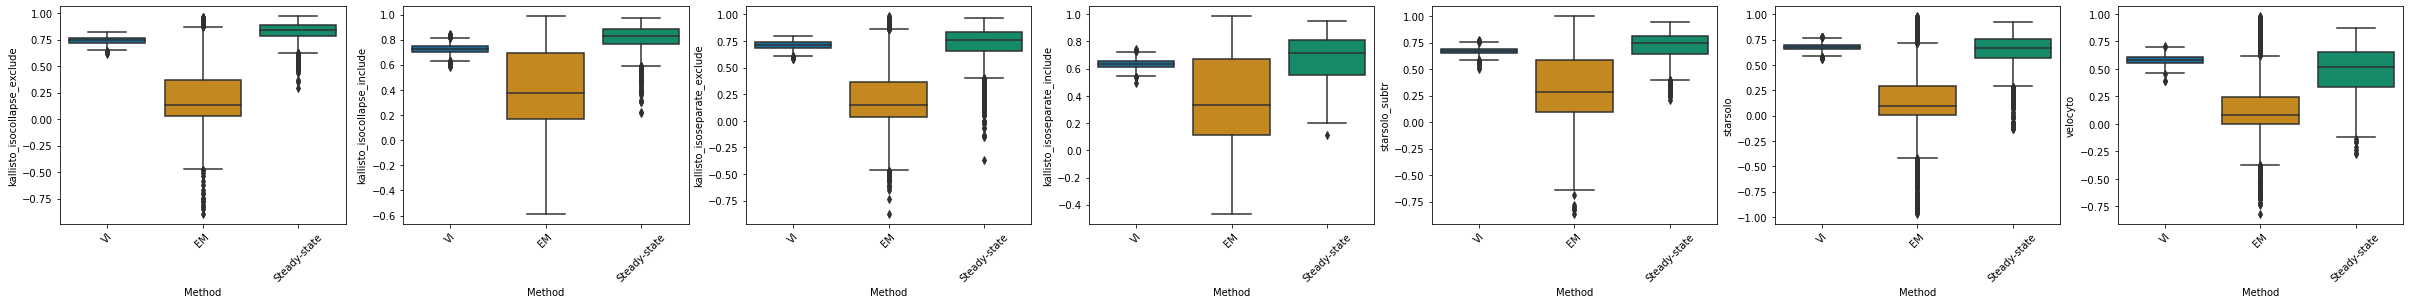 kallisto_isocollapse_exclude
1.00
0.75
0.50
0.25
0.00
−0.25
−0.50
−0.75
VI
EM
Steady-state
Method
kallisto_isocollapse_include
1.0
0.8
0.6
0.4
0.2
0.0
−0.2
−0.4
−0.6
VI
EM
Steady-state
Method
kallisto_isoseparate_exclude
1.00
0.75
0.50
0.25
0.00
−0.25
−0.50
−0.75
VI
EM
Steady-state
Method
kallisto_isoseparate_include
1.0
0.8
0.6
0.4
0.2
0.0
−0.2
−0.4
VI
EM
Steady-state
Method
starsolo_subtr
1.00
0.75
0.50
0.25
0.00
−0.25
−0.50
−0.75
VI
EM
Steady-state
Method
starsolo
1.00
0.75
0.50
0.25
0.00
−0.25
−0.50
−0.75
−1.00
VI
EM
Steady-state
Method
velocyto
1.00
0.75
0.50
0.25
0.00
−0.25
−0.50
−0.75
VI
EM
Steady-state
Method